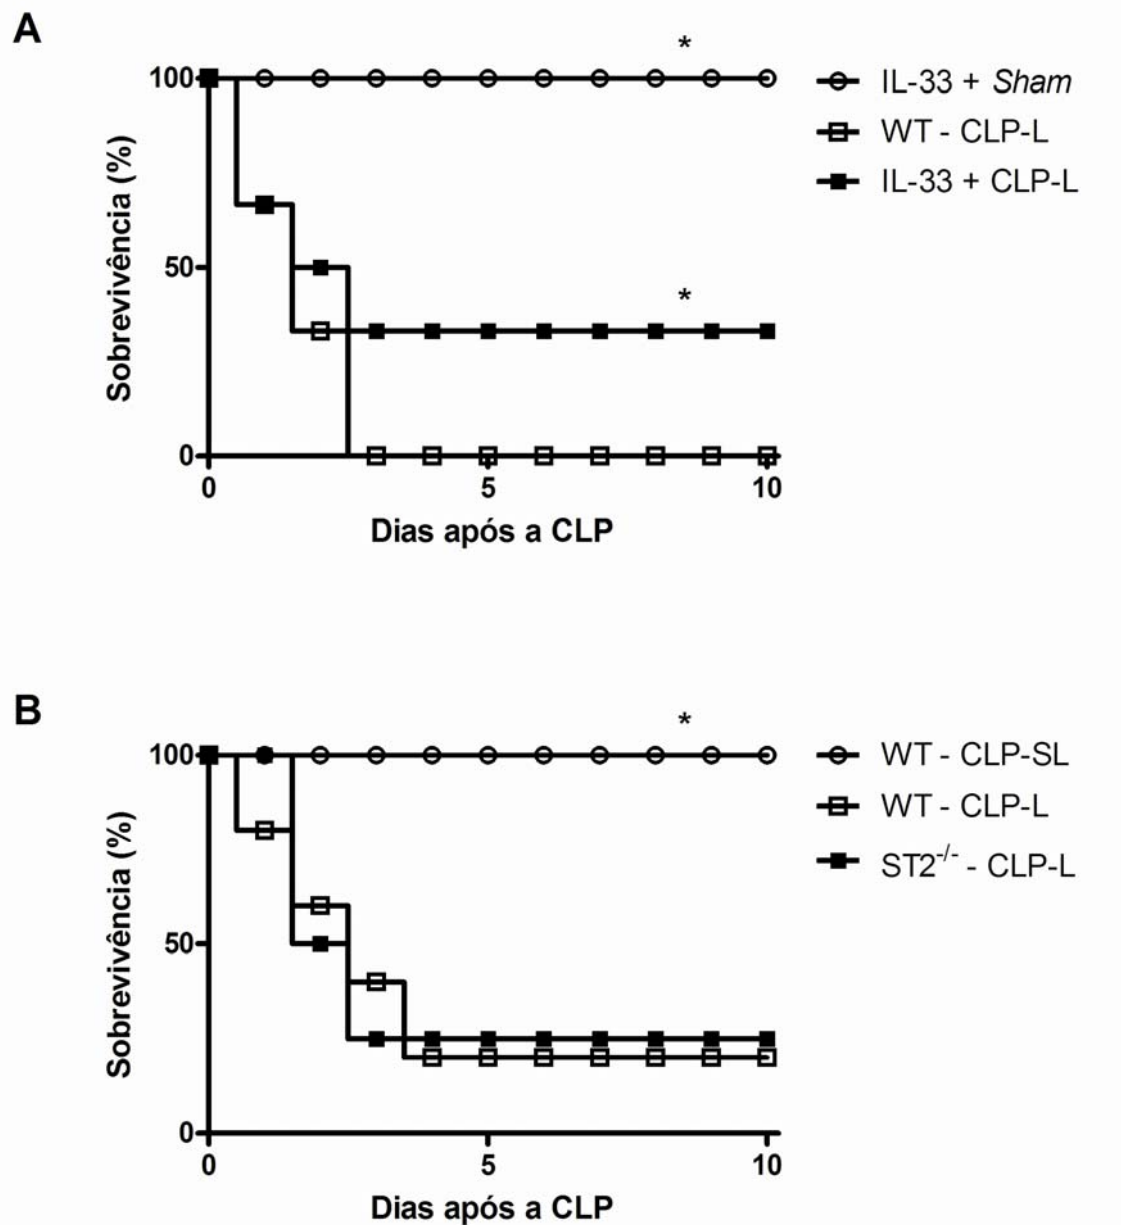 A
*
100
IL-33 + Sham
WT - CLP-L
IL-33 + CLP-L
Sobrevivência (%)
50
*
0
0 5 10
Dias após a CLP
B
*
100
WT - CLP-SL
WT - CLP-L
ST2-/- - CLP-L
Sobrevivência (%)
50
0
0 5 10
Dias após a CLP